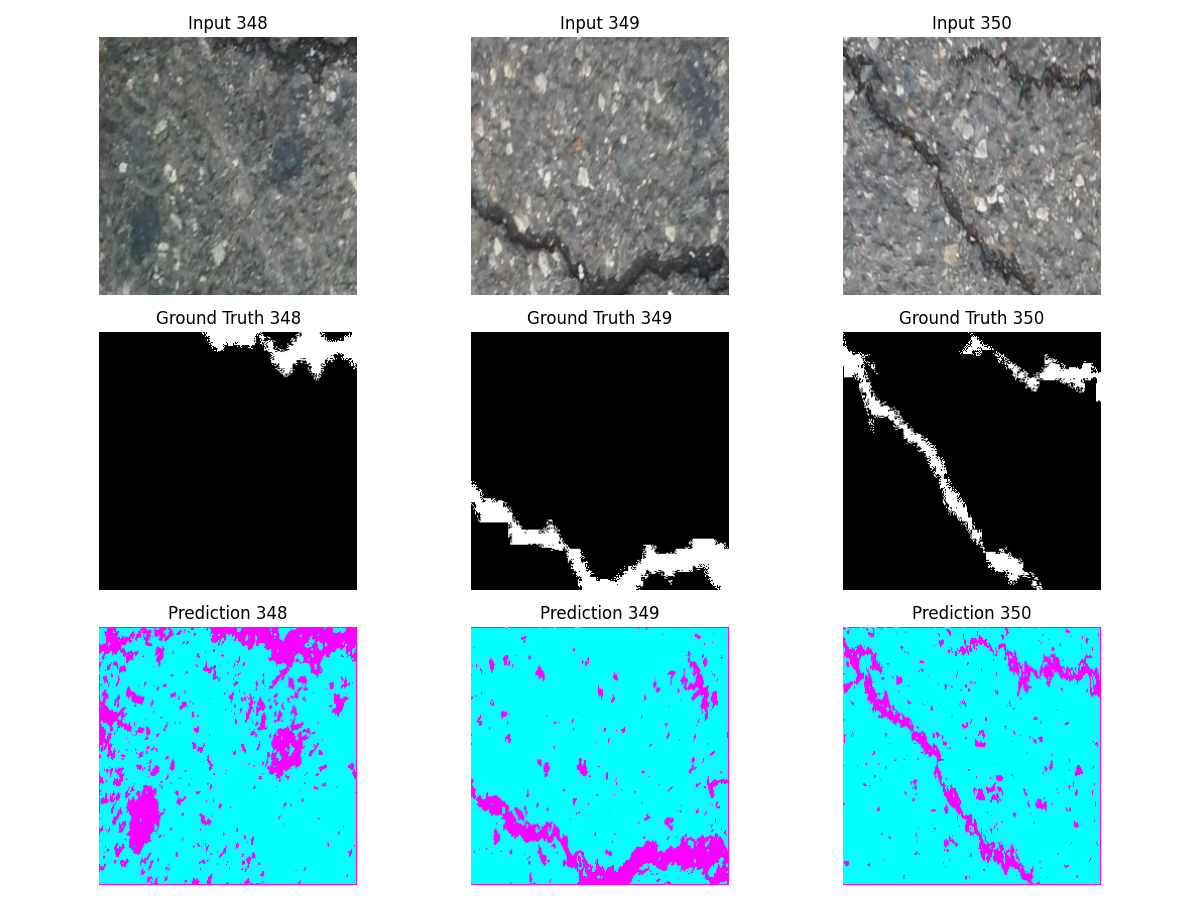 Input 348
Input 349
Input 350
Ground Truth 348
Ground Truth 349
Ground Truth 350
Prediction 348
Prediction 349
Prediction 350